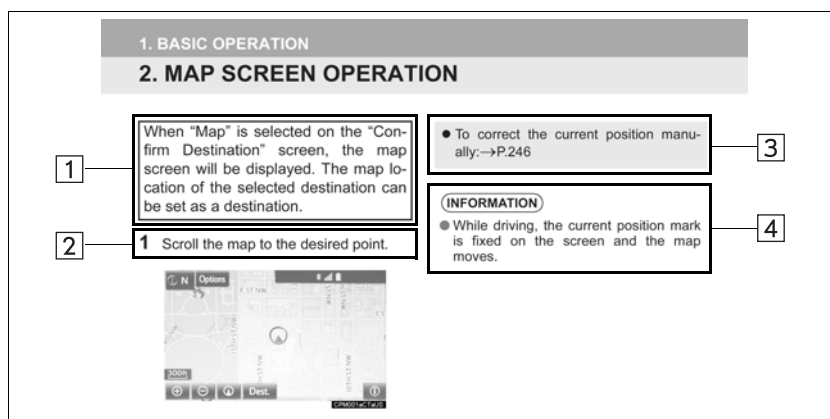 1. BASIC OPERATION
2. MAP SCREEN OPERATION
1
When “Map” is selected on the “Con-
firm Destination” screen, the map
screen will be displayed. The map lo-
cation of the selected destination can
be set as a destination.
2
1 Scroll the map to the desired point.
N Options
F ST.NW
300ft
Dest.
CPM001aCTaUS
● To correct the current position manu-
ally:→P.246
3
INFORMATION
● While driving, the current position mark
is fixed on the screen and the map
moves.
4